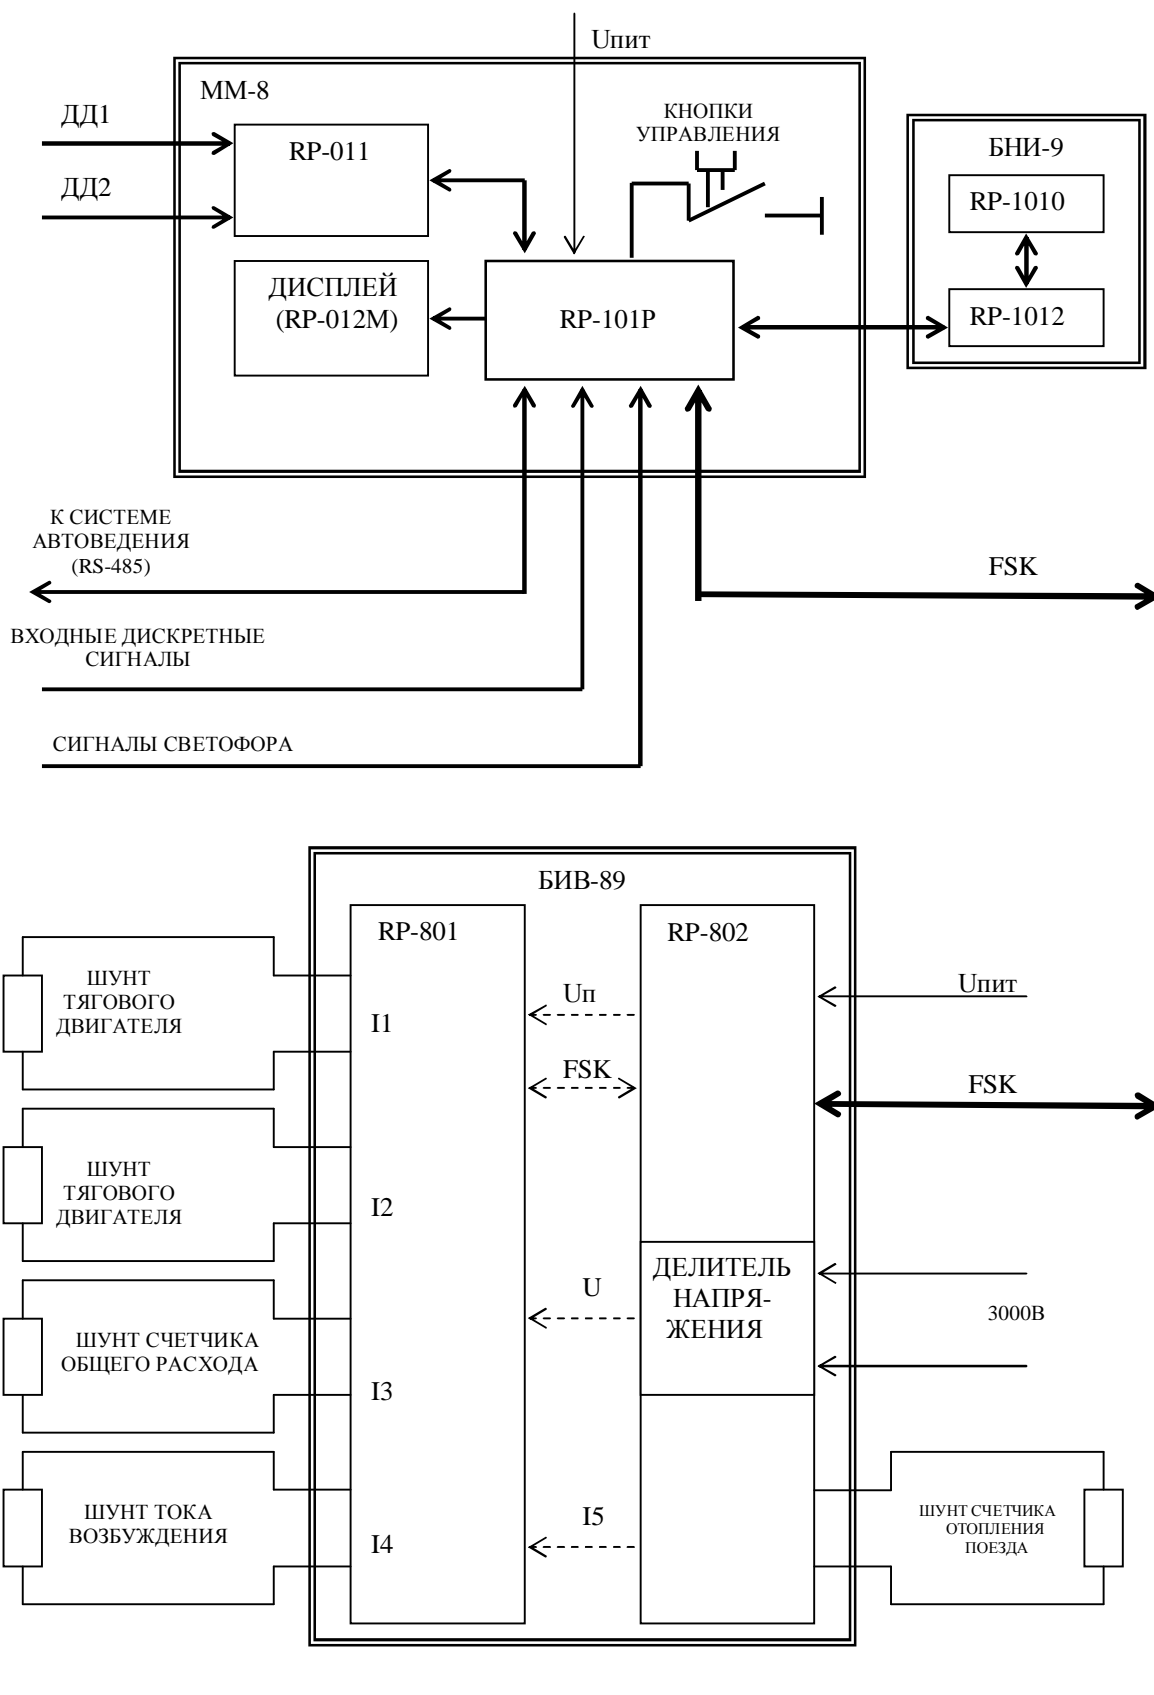 Uпит
ММ-8
ДД1
ДД2
RP-011
КНОПКИ
УПРАВЛЕНИЯ
БНИ-9
RP-1010
RP-1012
ДИСПЛЕЙ
(RP-012М)
RP-101Р
К СИСТЕМЕ
АВТОВЕДЕНИЯ
(RS-485)
FSK
ВХОДНЫЕ ДИСКРЕТНЫЕ
СИГНАЛЫ
СИГНАЛЫ СВЕТОФОРА
БИВ-89
RP-801
RP-802
ШУНТ
ТЯГОВОГО
ДВИГАТЕЛЯ
I1
Uп
FSK
Uпит
FSK
ШУНТ
ТЯГОВОГО
ДВИГАТЕЛЯ
I2
U
ДЕЛИТЕЛЬ
НАПРЯ-
ЖЕНИЯ
3000В
ШУНТ СЧЕТЧИКА
ОБЩЕГО РАСХОДА
I3
ШУНТ ТОКА
ВОЗБУЖДЕНИЯ
I4
I5
ШУНТ СЧЕТЧИКА
ОТОПЛЕНИЯ
ПОЕЗДА